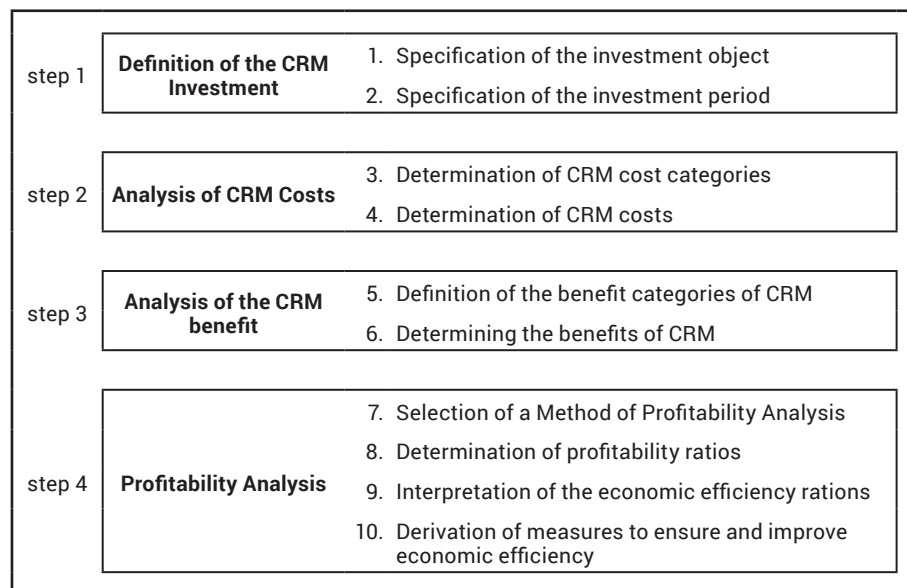 step 1
Definition of the CRM
Investment
1. Specification of the investment object
2. Specification of the investment period
step 2
Analysis of CRM Costs
3. Determination of CRM cost categories
4. Determination of CRM costs
step 3
Analysis of the CRM
benefit
5. Definition of the benefit categories of CRM
6. Determining the benefits of CRM
step 4
Profitability Analysis
7. Selection of a Method of Profitability Analysis
8. Determination of profitability ratios
9. Interpretation of the economic efficiency rations
10. Derivation of measures to ensure and improve
economic efficiency